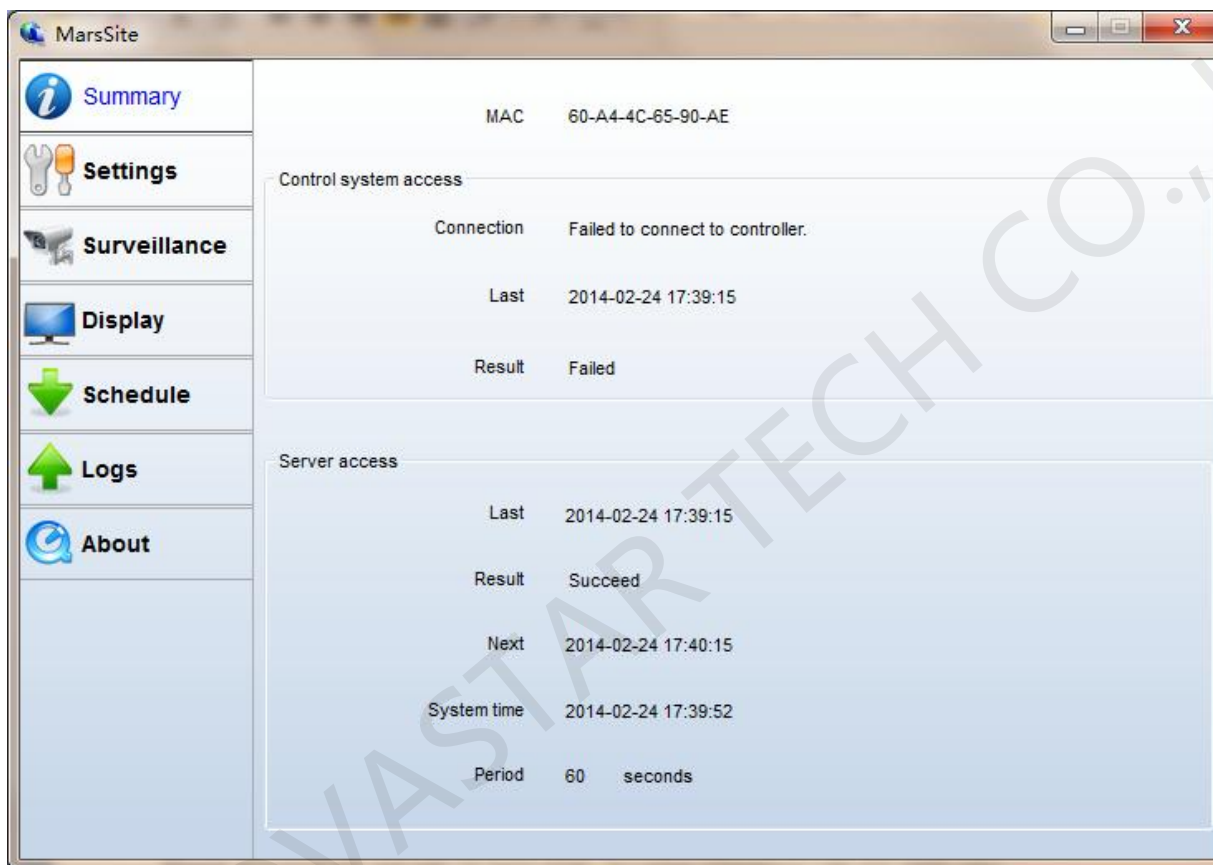 MarsSite
Summary
Settings
Surveillance
Display
Schedule
Logs
About
MAC 60-A4-4C-65-90-AE
Control system access
Connection Failed to connect to controller.
Last 2014-02-24 17:39:15
Result Failed
Server access
Last 2014-02-24 17:39:15
Result Succeed
Next 2014-02-24 17:40:15
System time 2014-02-24 17:39:52
Period 60 seconds
VASTAR TECH CO.,